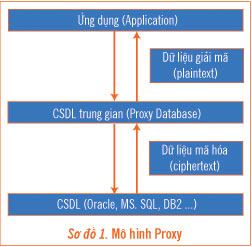 Ứng dụng (Application)
Dữ liệu giải mã
(plaintext)
CSDL trung gian (Proxy Database)
Dữ liệu mã hóa
(ciphertext)
CSDL (Oracle, MS. SQL, DB2 ...)
Sơ đồ 1. Mô hình Proxy